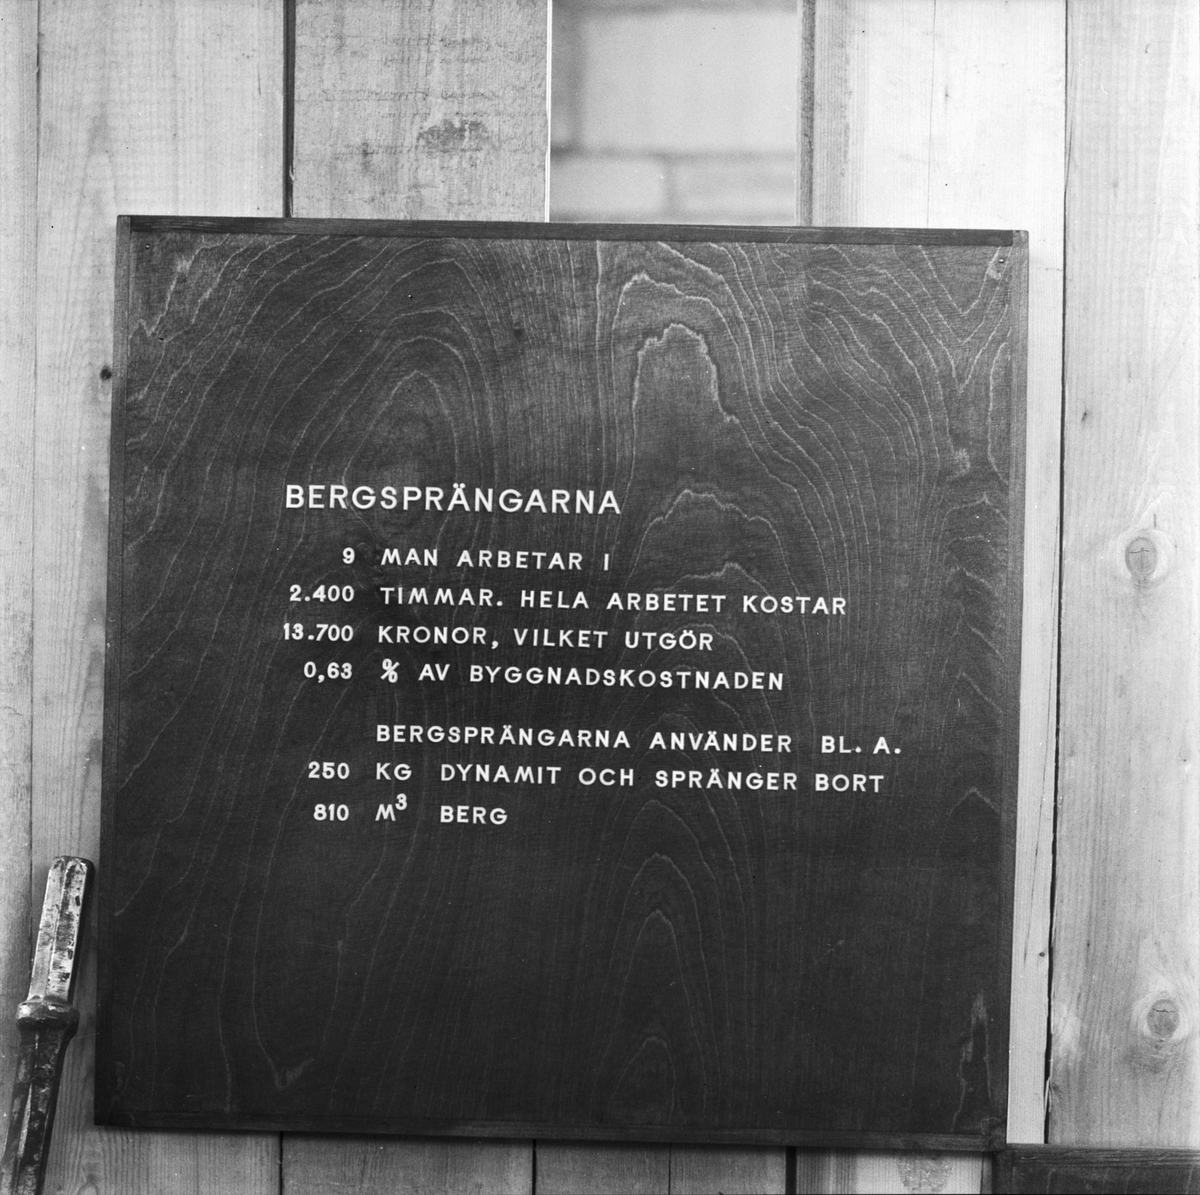 BERGSPRÄNGARNA
9 MAN ARBETAR I
2.400 TIMMAR. HELA ARBETET KOSTAR
13.700 KRONOR, VILKET UTGÖR
0,63 % AV BYGGNADSKOSTNADEN
BERGSPRÄNGARNA ANVÄNDER BL. A.
250 KG DYNAMIT OCH SPRÄNGER BORT
810 M³ BERG